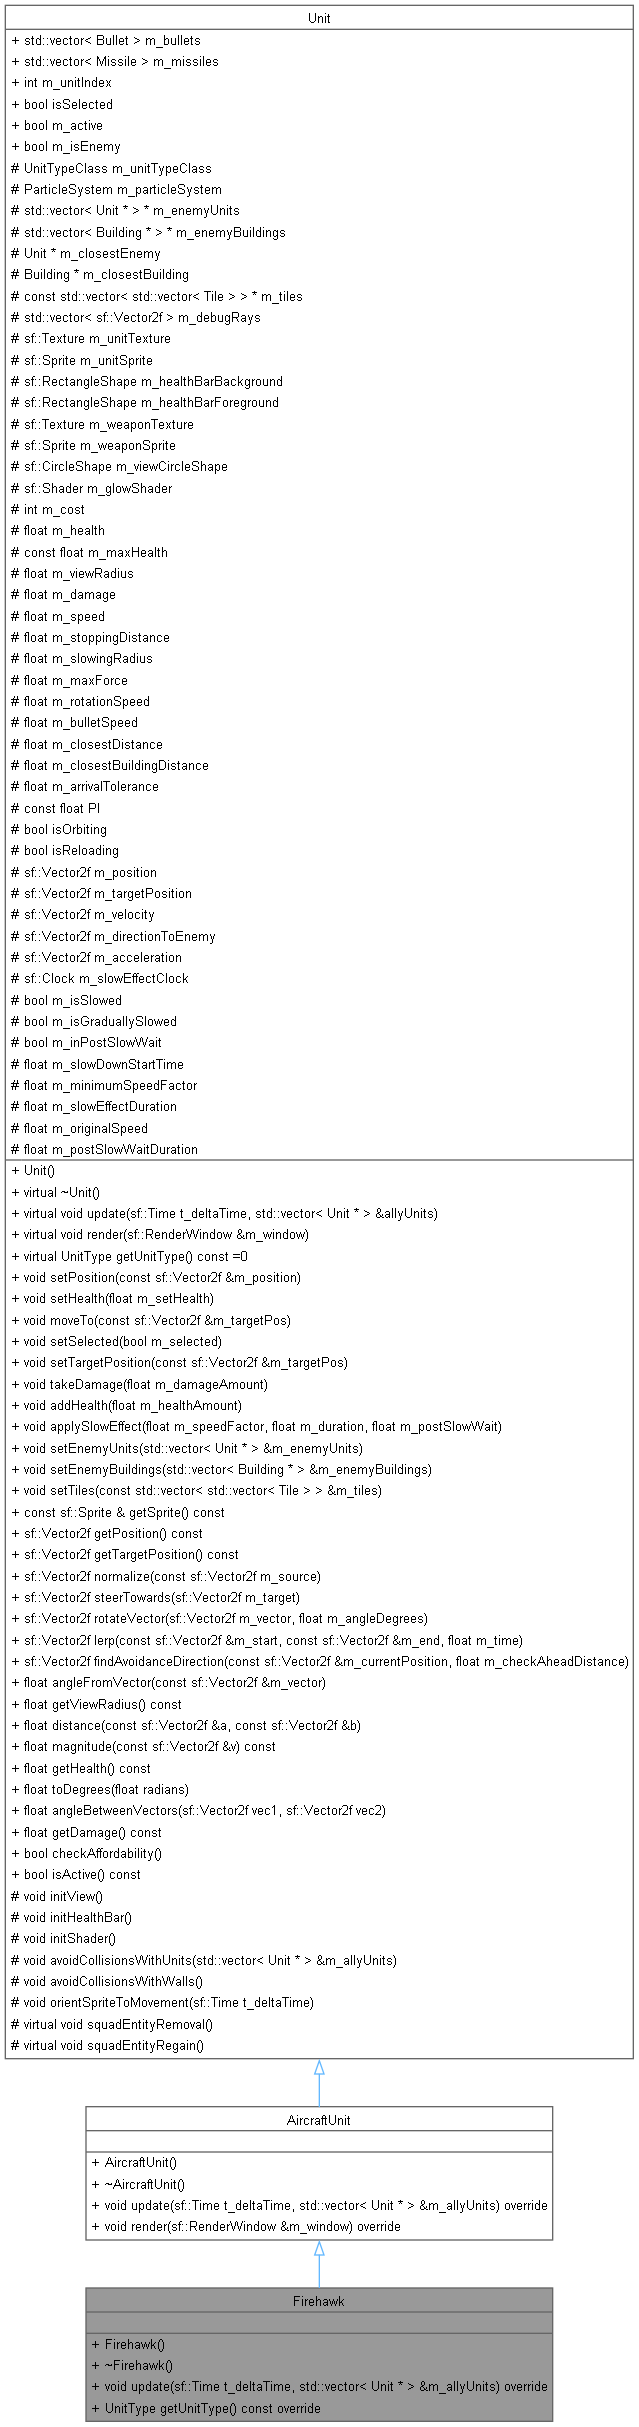 Unit
+ std::vector< Bullet > m_bullets
+ std::vector< Missile > m_missiles
+ int m_unitIndex
+ bool isSelected
+ bool m_active
+ bool m_isEnemy
# UnitTypeClass m_unitTypeClass
# ParticleSystem m_particleSystem
# std::vector< Unit * > * m_enemyUnits
# std::vector< Building * > * m_enemyBuildings
# Unit * m_closestEnemy
# Building * m_closestBuilding
# const std::vector< std::vector< Tile > > * m_tiles
# std::vector< sf::Vector2f > m_debugRays
# sf::Texture m_unitTexture
# sf::Sprite m_unitSprite
# sf::RectangleShape m_healthBarBackground
# sf::RectangleShape m_healthBarForeground
# sf::Texture m_weaponTexture
# sf::Sprite m_weaponSprite
# sf::CircleShape m_viewCircleShape
# sf::Shader m_glowShader
# int m_cost
# float m_health
# const float m_maxHealth
# float m_viewRadius
# float m_damage
# float m_speed
# float m_stoppingDistance
# float m_slowingRadius
# float m_maxForce
# float m_rotationSpeed
# float m_bulletSpeed
# float m_closestDistance
# float m_closestBuildingDistance
# float m_arrivalTolerance
# const float PI
# bool isOrbiting
# bool isReloading
# sf::Vector2f m_position
# sf::Vector2f m_targetPosition
# sf::Vector2f m_velocity
# sf::Vector2f m_directionToEnemy
# sf::Vector2f m_acceleration
# sf::Clock m_slowEffectClock
# bool m_isSlowed
# bool m_isGraduallySlowed
# bool m_inPostSlowWait
# float m_slowDownStartTime
# float m_minimumSpeedFactor
# float m_slowEffectDuration
# float m_originalSpeed
# float m_postSlowWaitDuration
+ Unit()
+ virtual ~Unit()
+ virtual void update(sf::Time t_deltaTime, std::vector< Unit * > &allyUnits)
+ virtual void render(sf::RenderWindow &m_window)
+ virtual UnitType getUnitType() const =0
+ void setPosition(const sf::Vector2f &m_position)
+ void setHealth(float m_setHealth)
+ void moveTo(const sf::Vector2f &m_targetPos)
+ void setSelected(bool m_selected)
+ void setTargetPosition(const sf::Vector2f &m_targetPos)
+ void takeDamage(float m_damageAmount)
+ void addHealth(float m_healthAmount)
+ void applySlowEffect(float m_speedFactor, float m_duration, float m_postSlowWait)
+ void setEnemyUnits(std::vector< Unit * > &m_enemyUnits)
+ void setEnemyBuildings(std::vector< Building * > &m_enemyBuildings)
+ void setTiles(const std::vector< std::vector< Tile > > &m_tiles)
+ const sf::Sprite & getSprite() const
+ sf::Vector2f getPosition() const
+ sf::Vector2f getTargetPosition() const
+ sf::Vector2f normalize(const sf::Vector2f m_source)
+ sf::Vector2f steerTowards(sf::Vector2f m_target)
+ sf::Vector2f rotateVector(sf::Vector2f m_vector, float m_angleDegrees)
+ sf::Vector2f lerp(const sf::Vector2f &m_start, const sf::Vector2f &m_end, float m_time)
+ sf::Vector2f findAvoidanceDirection(const sf::Vector2f &m_currentPosition, float m_checkAheadDistance)
+ float angleFromVector(const sf::Vector2f &m_vector)
+ float getViewRadius() const
+ float distance(const sf::Vector2f &a, const sf::Vector2f &b)
+ float magnitude(const sf::Vector2f &v) const
+ float getHealth() const
+ float toDegrees(float radians)
+ float angleBetweenVectors(sf::Vector2f vec1, sf::Vector2f vec2)
+ float getDamage() const
+ bool checkAffordability()
+ bool isActive() const
# void initView()
# void initHealthBar()
# void initShader()
# void avoidCollisionsWithUnits(std::vector< Unit * > &m_allyUnits)
# void avoidCollisionsWithWalls()
# void orientSpriteToMovement(sf::Time t_deltaTime)
# virtual void squadEntityRemoval()
# virtual void squadEntityRegain()
AircraftUnit
+ AircraftUnit()
+ ~AircraftUnit()
+ void update(sf::Time t_deltaTime, std::vector< Unit * > &m_allyUnits) override
+ void render(sf::RenderWindow &m_window) override
Firehawk
+ Firehawk()
+ ~Firehawk()
+ void update(sf::Time t_deltaTime, std::vector< Unit * > &m_allyUnits) override
+ UnitType getUnitType() const override